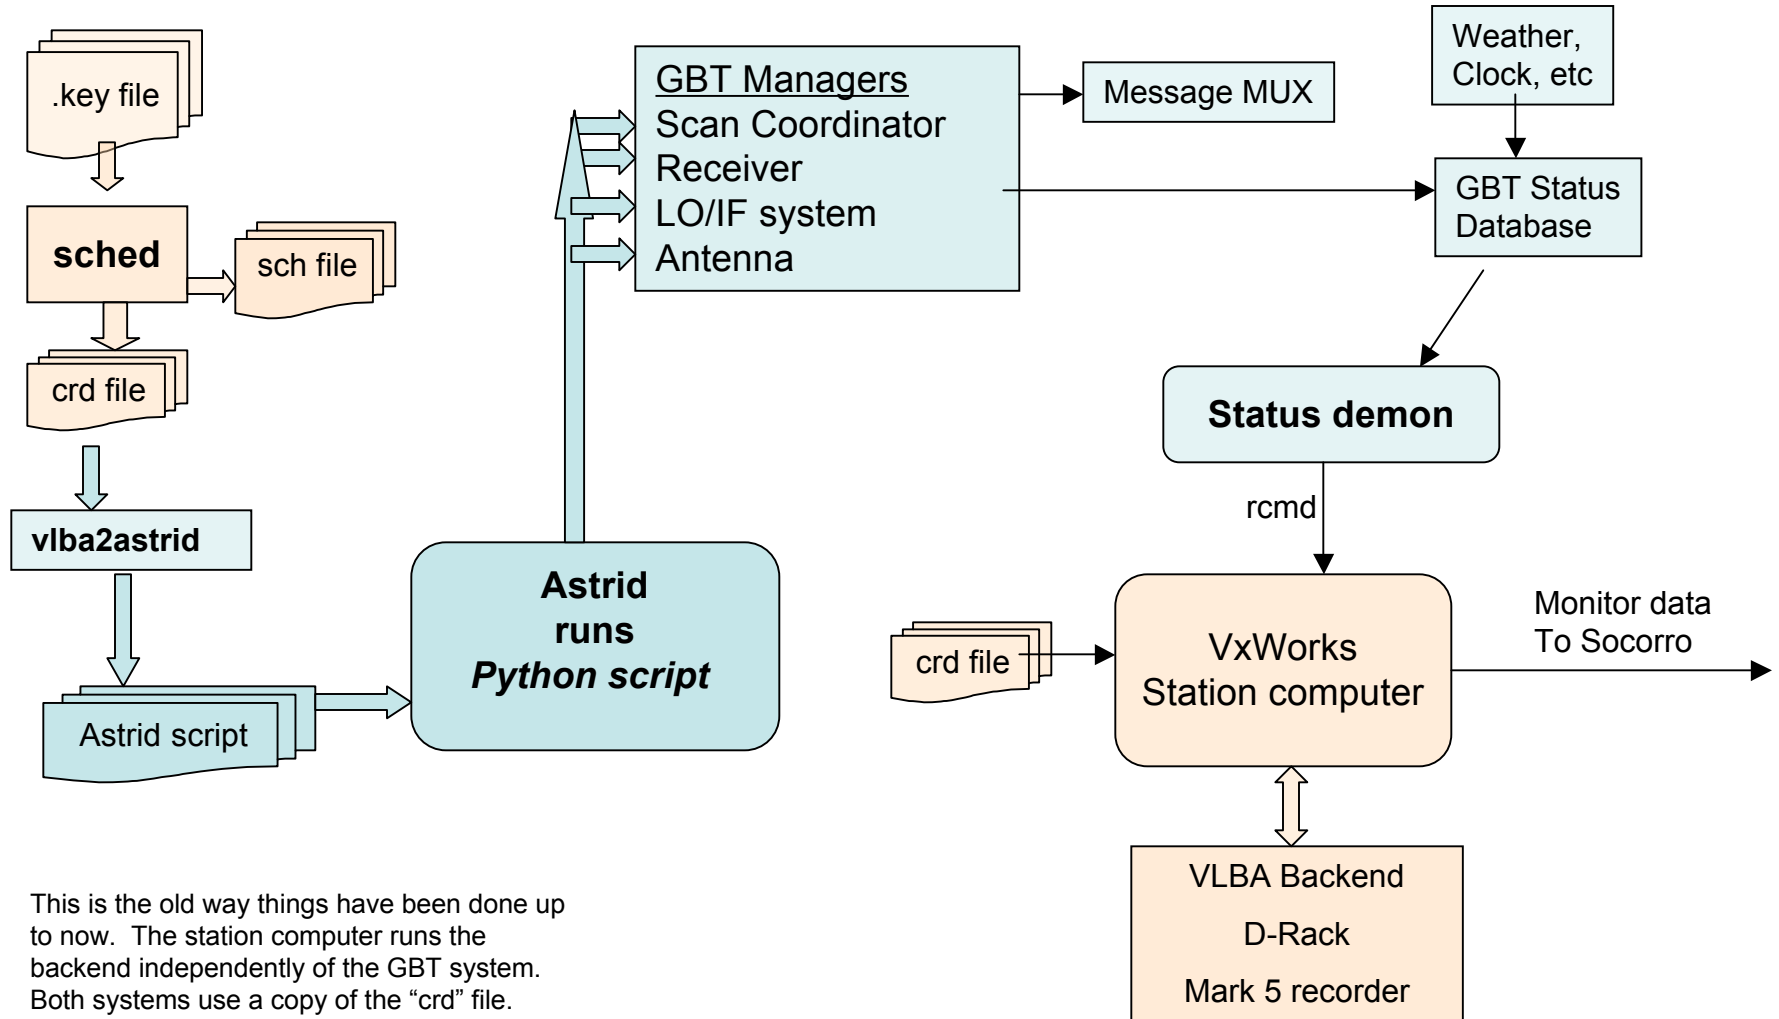 .key file
sched
sch file
crd file
vlba2astrid
Astrid script
Astrid
runs
Python script
GBT Managers
Scan Coordinator
Receiver
LO/IF system
Antenna
Message MUX
Weather,
Clock, etc
GBT Status
Database
Status demon
rcmd
crd file
VxWorks
Station computer
Monitor data
To Socorro
VLBA Backend
D-Rack
Mark 5 recorder
This is the old way things have been done up
to now.  The station computer runs the
backend independently of the GBT system.
Both systems use a copy of the “crd” file.